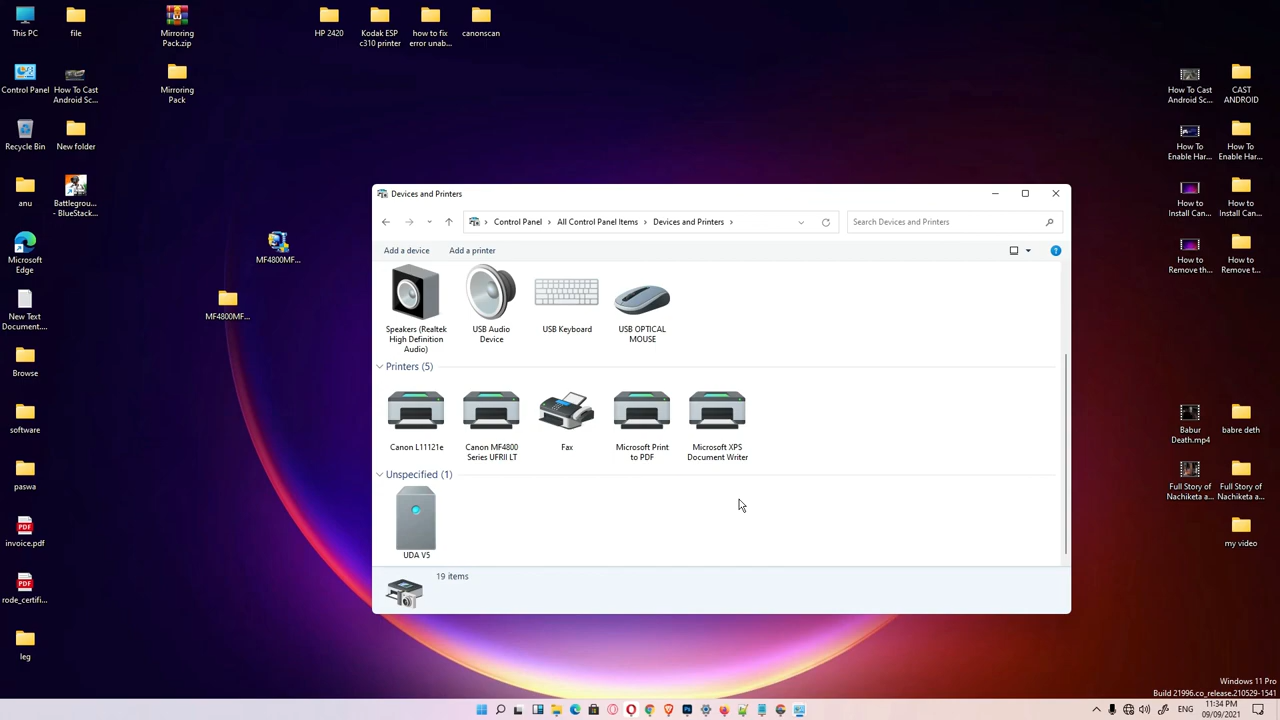 This PC
file
Mirroring
Pack.zip
HP 2420
Kodak ESP
c310 printer
how to fix
error unab...
canonscan
Control Panel
How To Cast
Android Sc...
Mirroring
Pack
How To Cast
Android Sc...
CAST
ANDROID
Recycle Bin
New folder
How To
Enable Har...
How To
Enable Har...
anu
Battlegrou...
- BlueStack...
How to
Install Can...
How to
Install Can...
Microsoft
Edge
MF4800MF...
How to
Remove th...
How to
Remove t...
New Text
Document....
MF4800MF...
Browse
software
Babur
Death.mp4
babre deth
paswa
Full Story of
Nachiketa a...
Full Story of
Nachiketa a...
invoice.pdf
my video
rode_certifi...
leg
Devices and Printers
Control Panel
All Control Panel Items
Devices and Printers
Search Devices and Printers
Add a device
Add a printer
Speakers (Realtek
High Definition
Audio)
USB Audio
Device
USB Keyboard
USB OPTICAL
MOUSE
Printers (5)
Canon L11121e
Canon MF4800
Series UFRII LT
Fax
Microsoft Print
to PDF
Microsoft XPS
Document Writer
Unspecified (1)
UDA V5
19 items
Windows 11 Pro
Build 21996.co_release.210529-1541
ENG
11:34 PM
09/09/2021